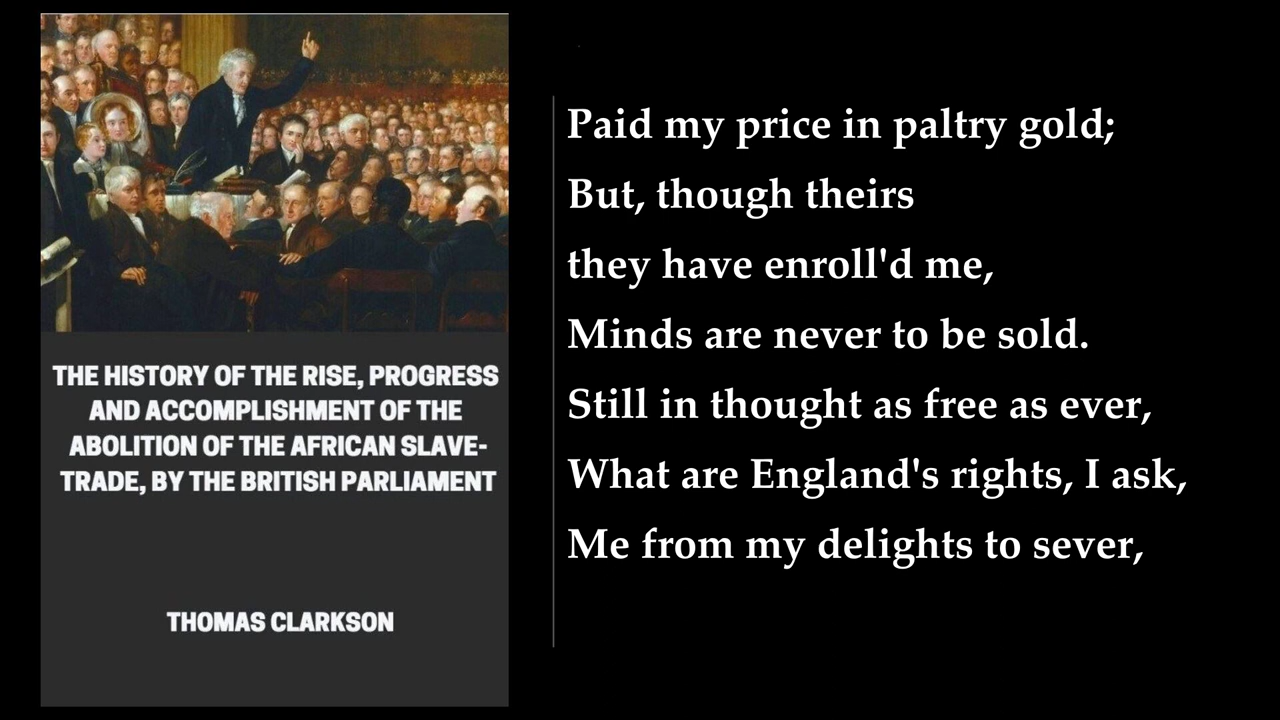 THE HISTORY OF THE RISE, PROGRESS
AND ACCOMPLISHMENT OF THE
ABOLITION OF THE AFRICAN SLAVE-
TRADE, BY THE BRITISH PARLIAMENT
THOMAS CLARKSON
Paid my price in paltry gold;
But, though theirs
they have enroll'd me,
Minds are never to be sold.
Still in thought as free as ever,
What are England's rights, I ask,
Me from my delights to sever,